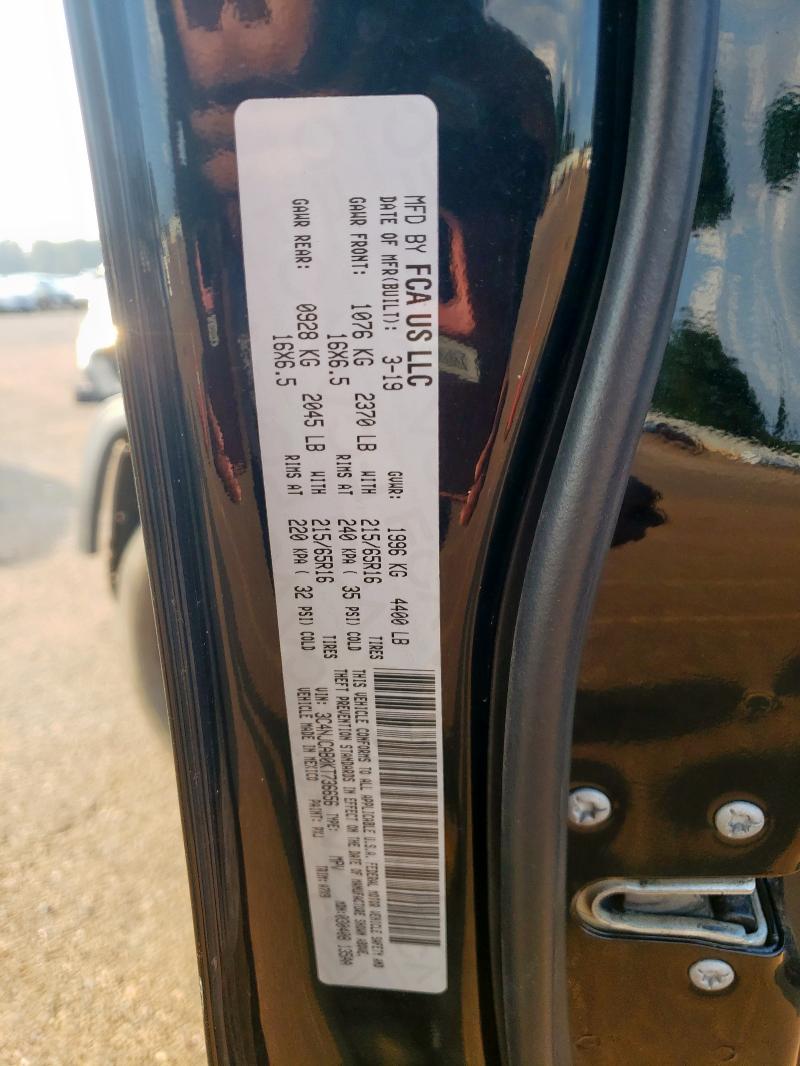 MFD BY FCA US LLC
DATE OF MFR(BUILT): 3-19 GVWR: 1996 KG 4400 LB
GAWR FRONT: 1076 KG 2370 LB WITH 215/65R16 TIRES
16X6.5 RIMS AT 240 KPA ( 35 PSI) COLD
GAWR REAR: 0928 KG 2045 LB WITH 215/65R16 TIRES
16X6.5 RIMS AT 220 KPA ( 32 PSI) COLD
THIS VEHICLE CONFORMS TO ALL APPLICABLE U.S.A. FEDERAL MOTOR VEHICLE SAFETY AND
THEFT PREVENTION STANDARDS IN EFFECT ON THE DATE OF MANUFACTURE SHOWN ABOVE.
VIN: 3C4NJCAB0KT736656 TYPE: MPV
VEHICLE MADE IN MEXICO PAINT: PXJ